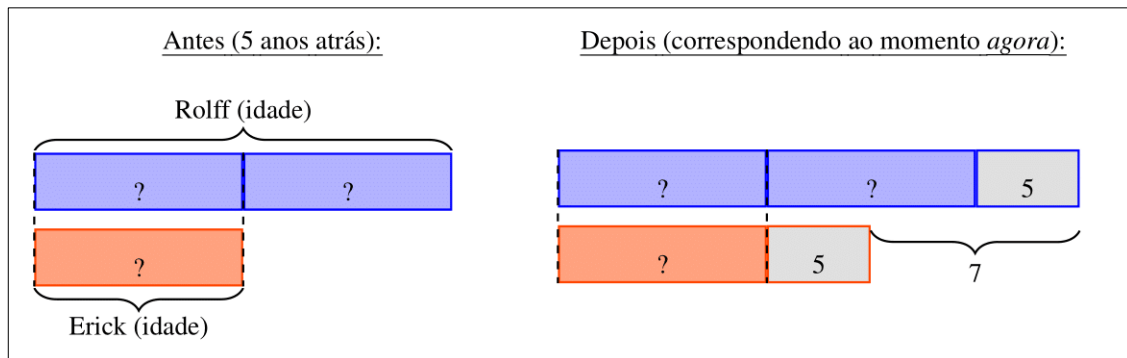 Antes (5 anos atrás):
Rolff (idade)
? ?
?
Erick (idade)
Depois (correspondendo ao momento agora):
? ? 5
? 5
7